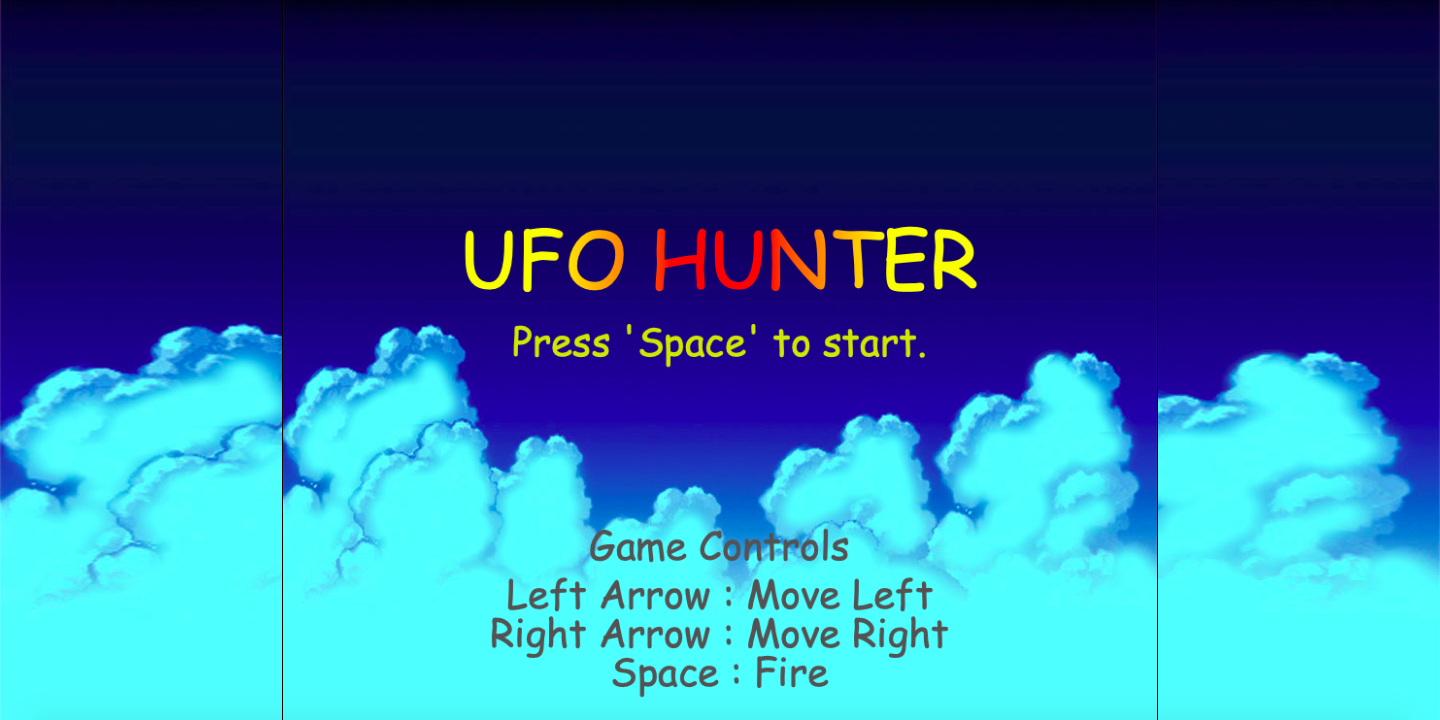 UFO HUNTER
Press 'Space' to start.
Game Controls
Left Arrow : Move Left
Right Arrow : Move Right
Space : Fire